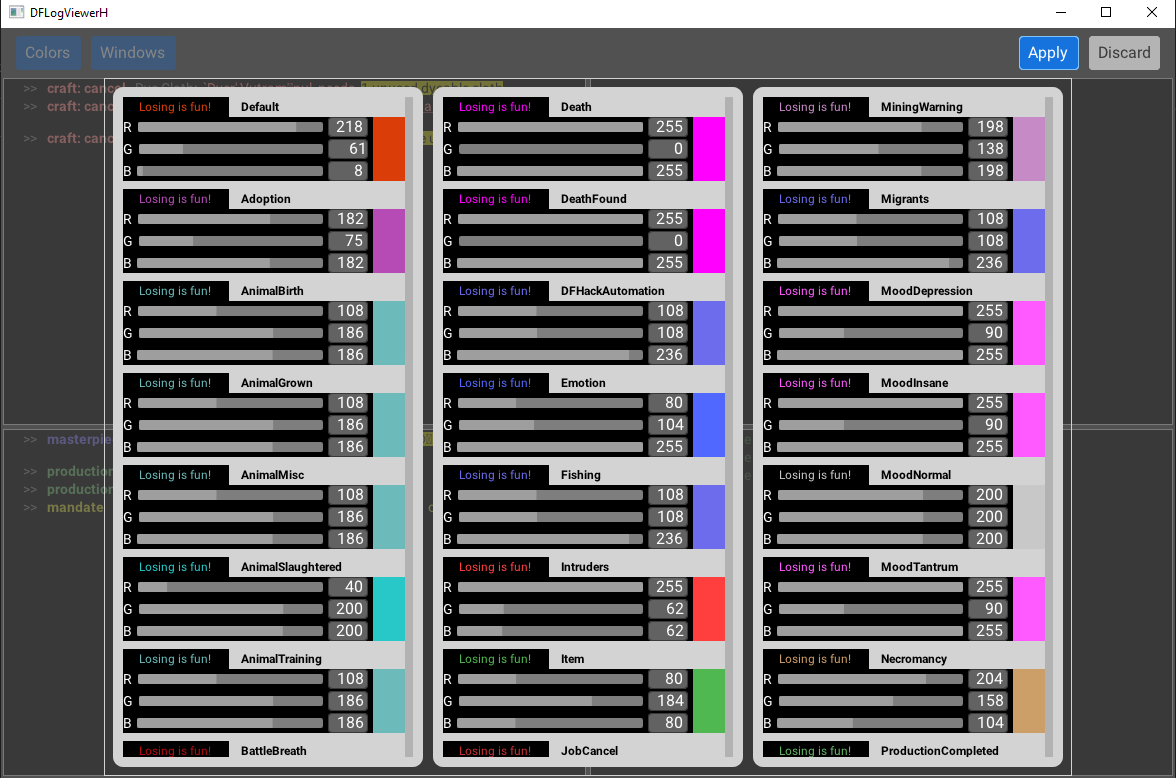 DFLogViewerH
Colors Windows Apply Discard
>> craft: cancel
>> craft: canc
>> craft: canc
>> masterpie
>> production
>> production
>> mandate
Losing is fun! Default
R 218
G 61
B 8
Losing is fun! Adoption
R 182
G 75
B 182
Losing is fun! AnimalBirth
R 108
G 186
B 186
Losing is fun! AnimalGrown
R 108
G 186
B 186
Losing is fun! AnimalMisc
R 108
G 186
B 186
Losing is fun! AnimalSlaughtered
R 40
G 200
B 200
Losing is fun! AnimalTraining
R 108
G 186
B 186
Losing is fun! BattleBreath
Losing is fun! Death
R 255
G 0
B 255
Losing is fun! DeathFound
R 255
G 0
B 255
Losing is fun! DFHackAutomation
R 108
G 108
B 236
Losing is fun! Emotion
R 80
G 104
B 255
Losing is fun! Fishing
R 108
G 108
B 236
Losing is fun! Intruders
R 255
G 62
B 62
Losing is fun! Item
R 80
G 184
B 80
Losing is fun! JobCancel
Losing is fun! MiningWarning
R 198
G 138
B 198
Losing is fun! Migrants
R 108
G 108
B 236
Losing is fun! MoodDepression
R 255
G 90
B 255
Losing is fun! MoodInsane
R 255
G 90
B 255
Losing is fun! MoodNormal
R 200
G 200
B 200
Losing is fun! MoodTantrum
R 255
G 90
B 255
Losing is fun! Necromancy
R 204
G 158
B 104
Losing is fun! ProductionCompleted